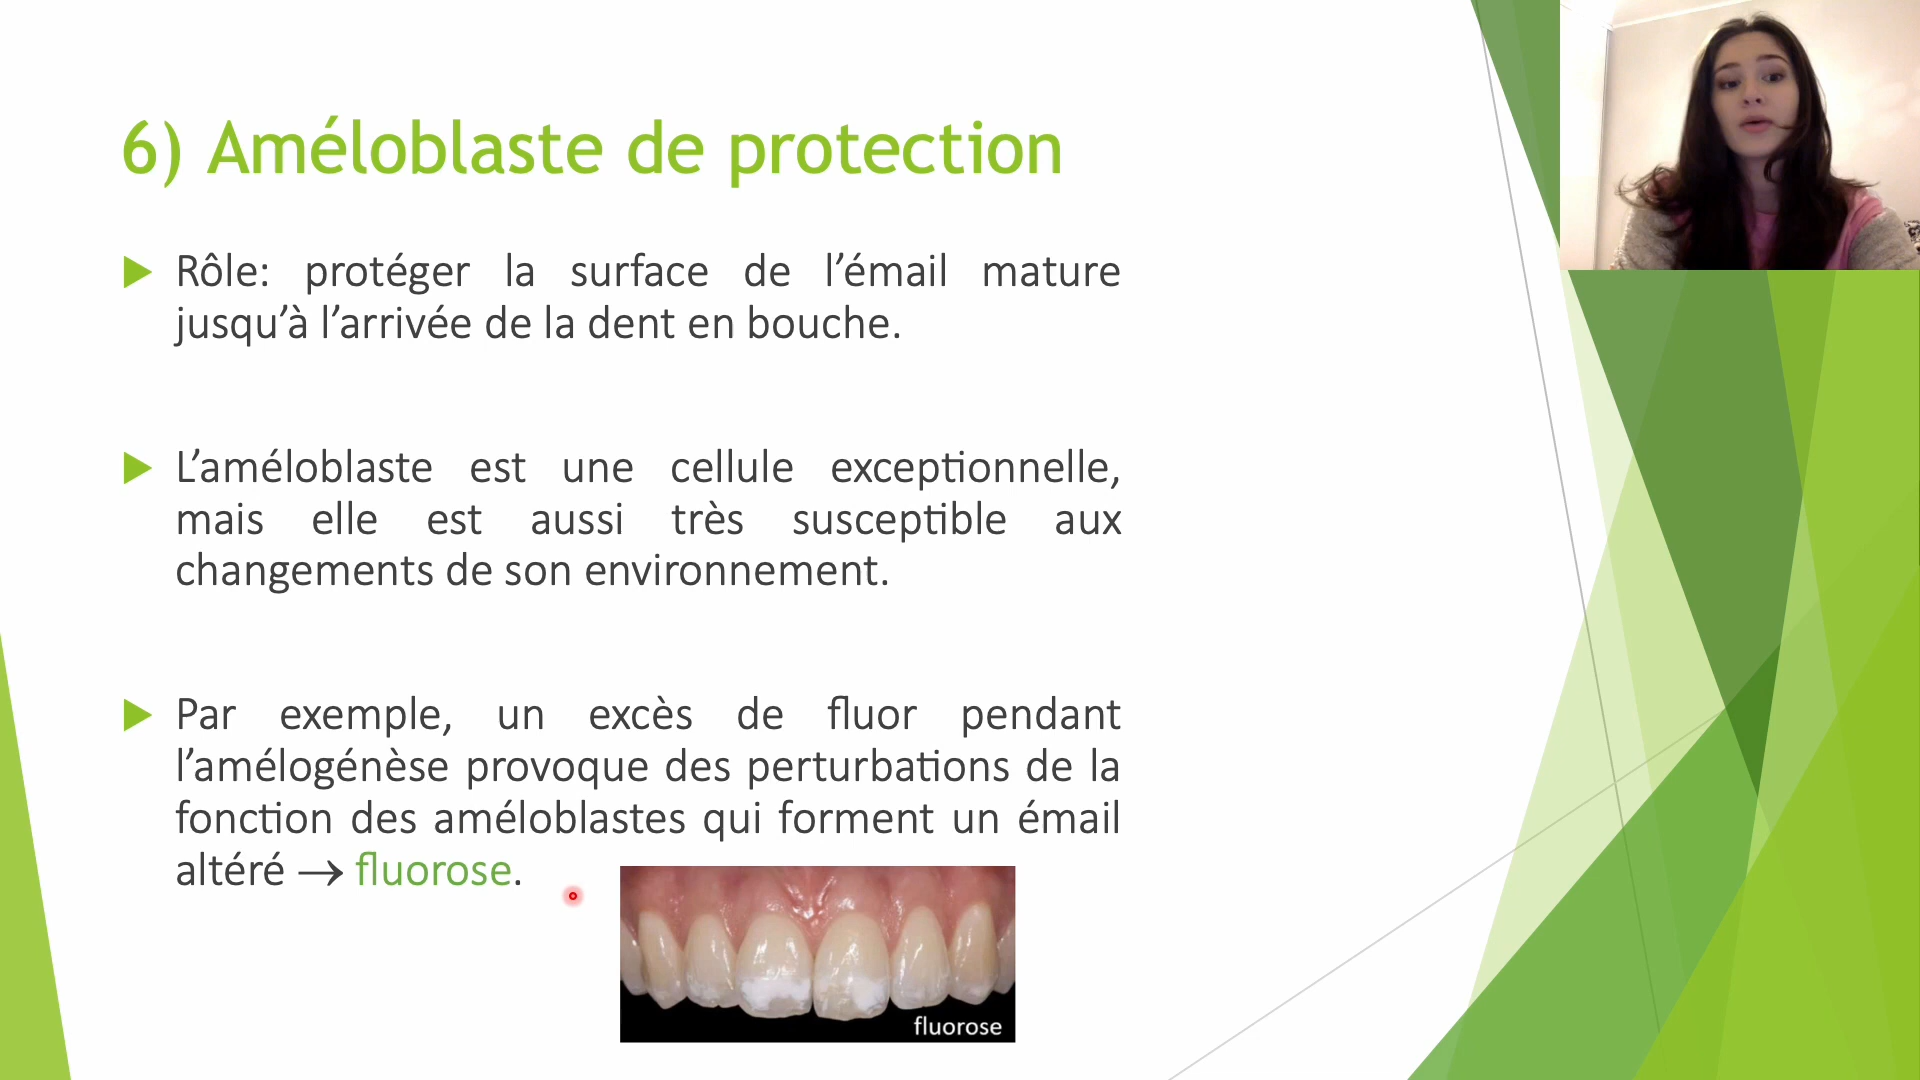 6) Améloblaste de protection
Rôle: protéger la surface de l’émail mature
jusqu’à l’arrivée de la dent en bouche.
L’améloblaste est une cellule exceptionnelle,
mais elle est aussi très susceptible aux
changements de son environnement.
Par exemple, un excès de fluor pendant
l’amélogénèse provoque des perturbations de la
fonction des améloblastes qui forment un émail
altéré → fluorose.
fluorose